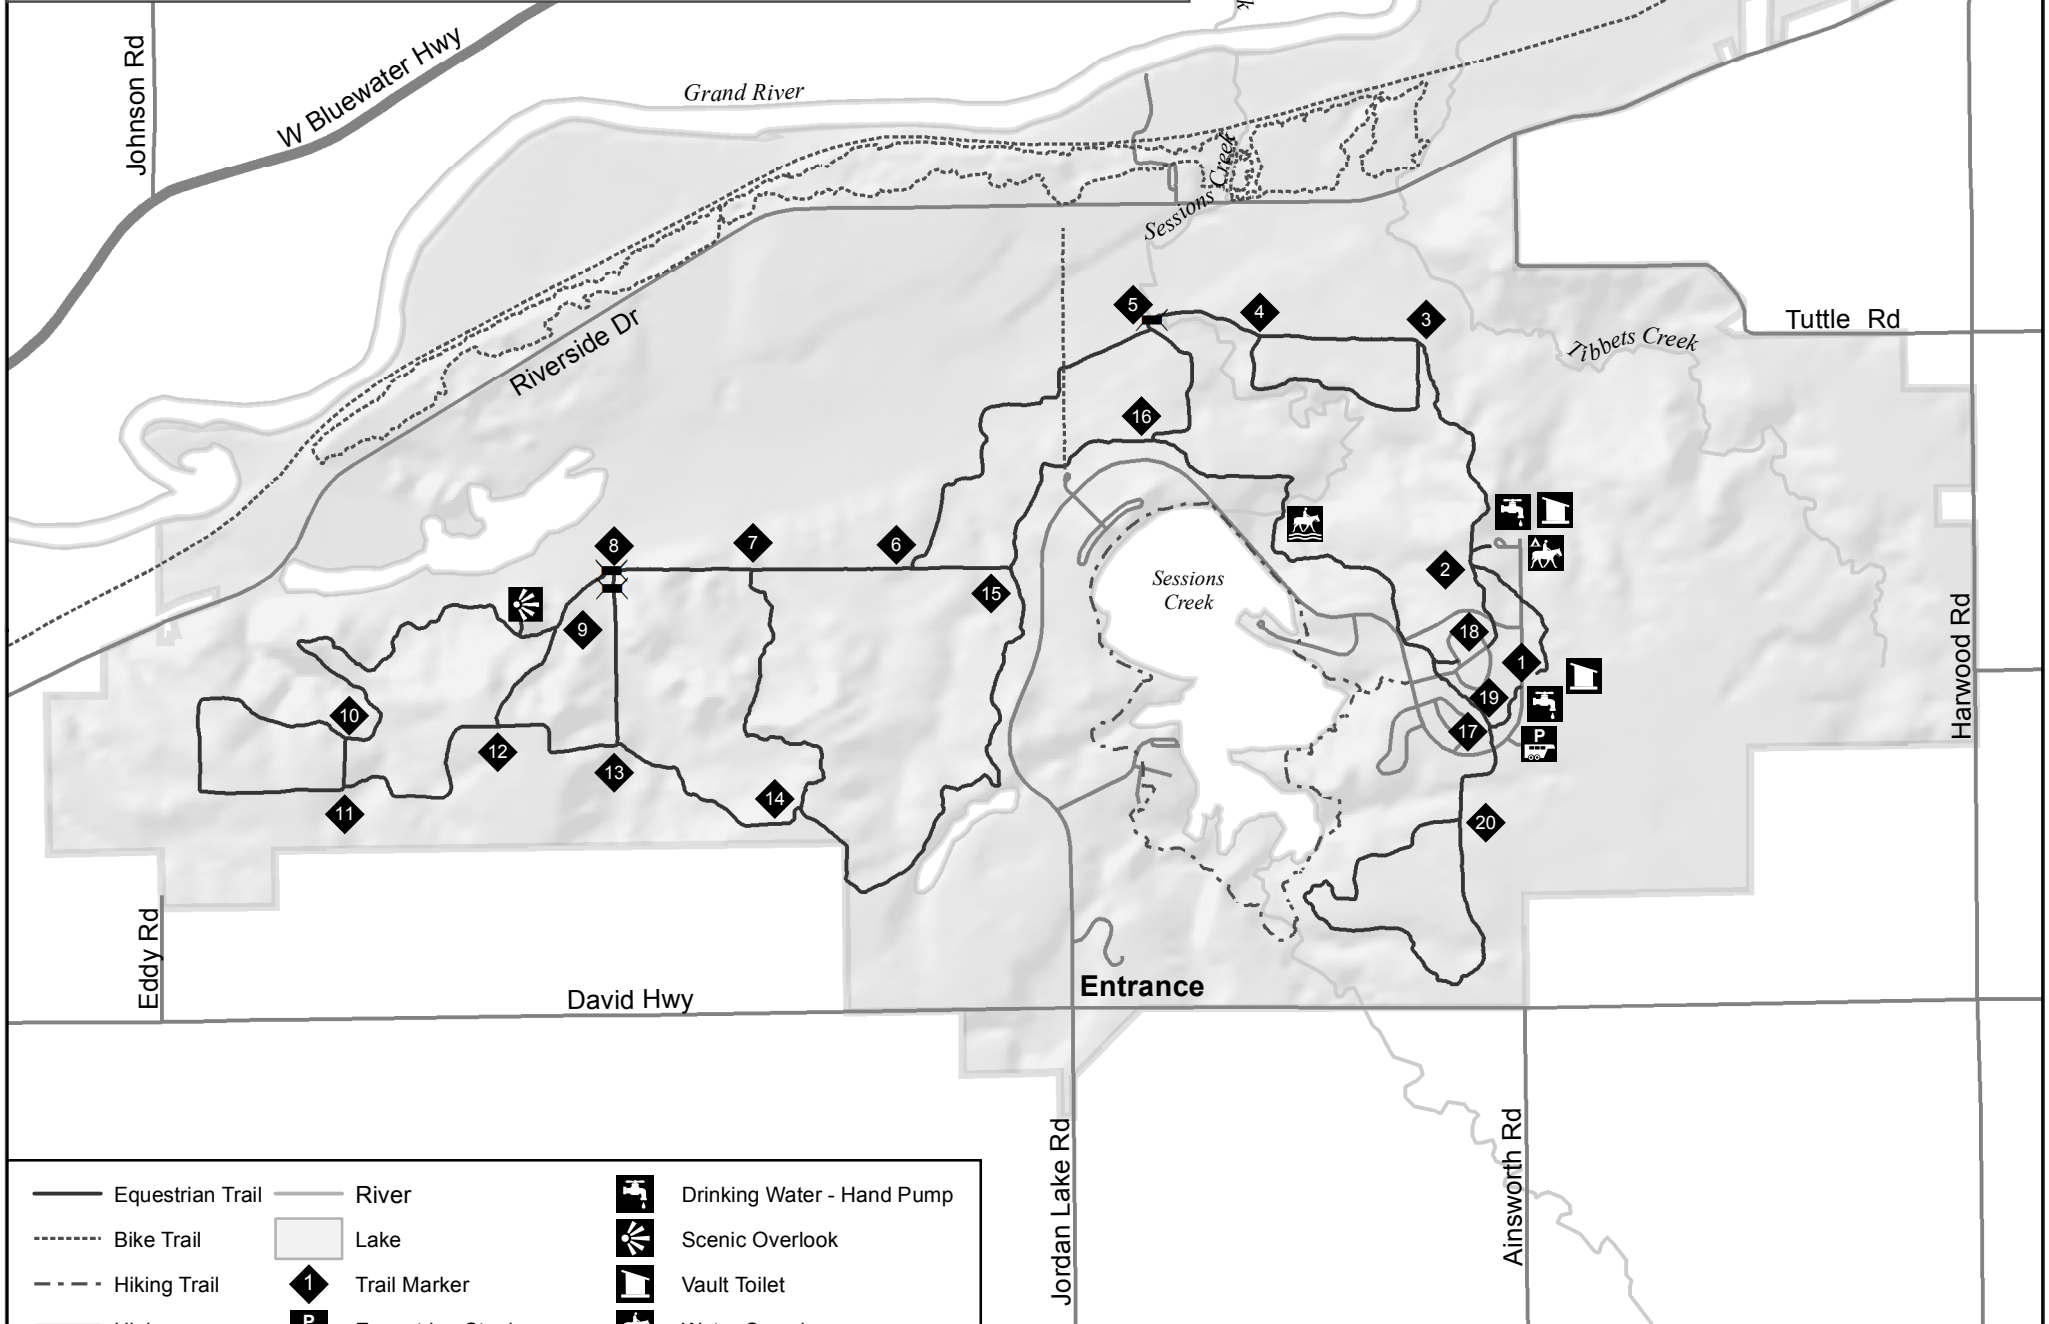 Johnson Rd
W Bluewater Hwy
Grand River
Sessions Creek
Riverside Dr
Tuttle Rd
Tibbets Creek
5
4
3
16
8
7
6
15
2
Sessions
Creek
9
18
1
10
19
17
P
12
13
14
11
20
Harwood Rd
Eddy Rd
David Hwy
Entrance
Jordan Lake Rd
Ainsworth Rd
Equestrian Trail
River
Drinking Water - Hand Pump
Bike Trail
Lake
Scenic Overlook
Hiking Trail
1
Trail Marker
Vault Toilet
P